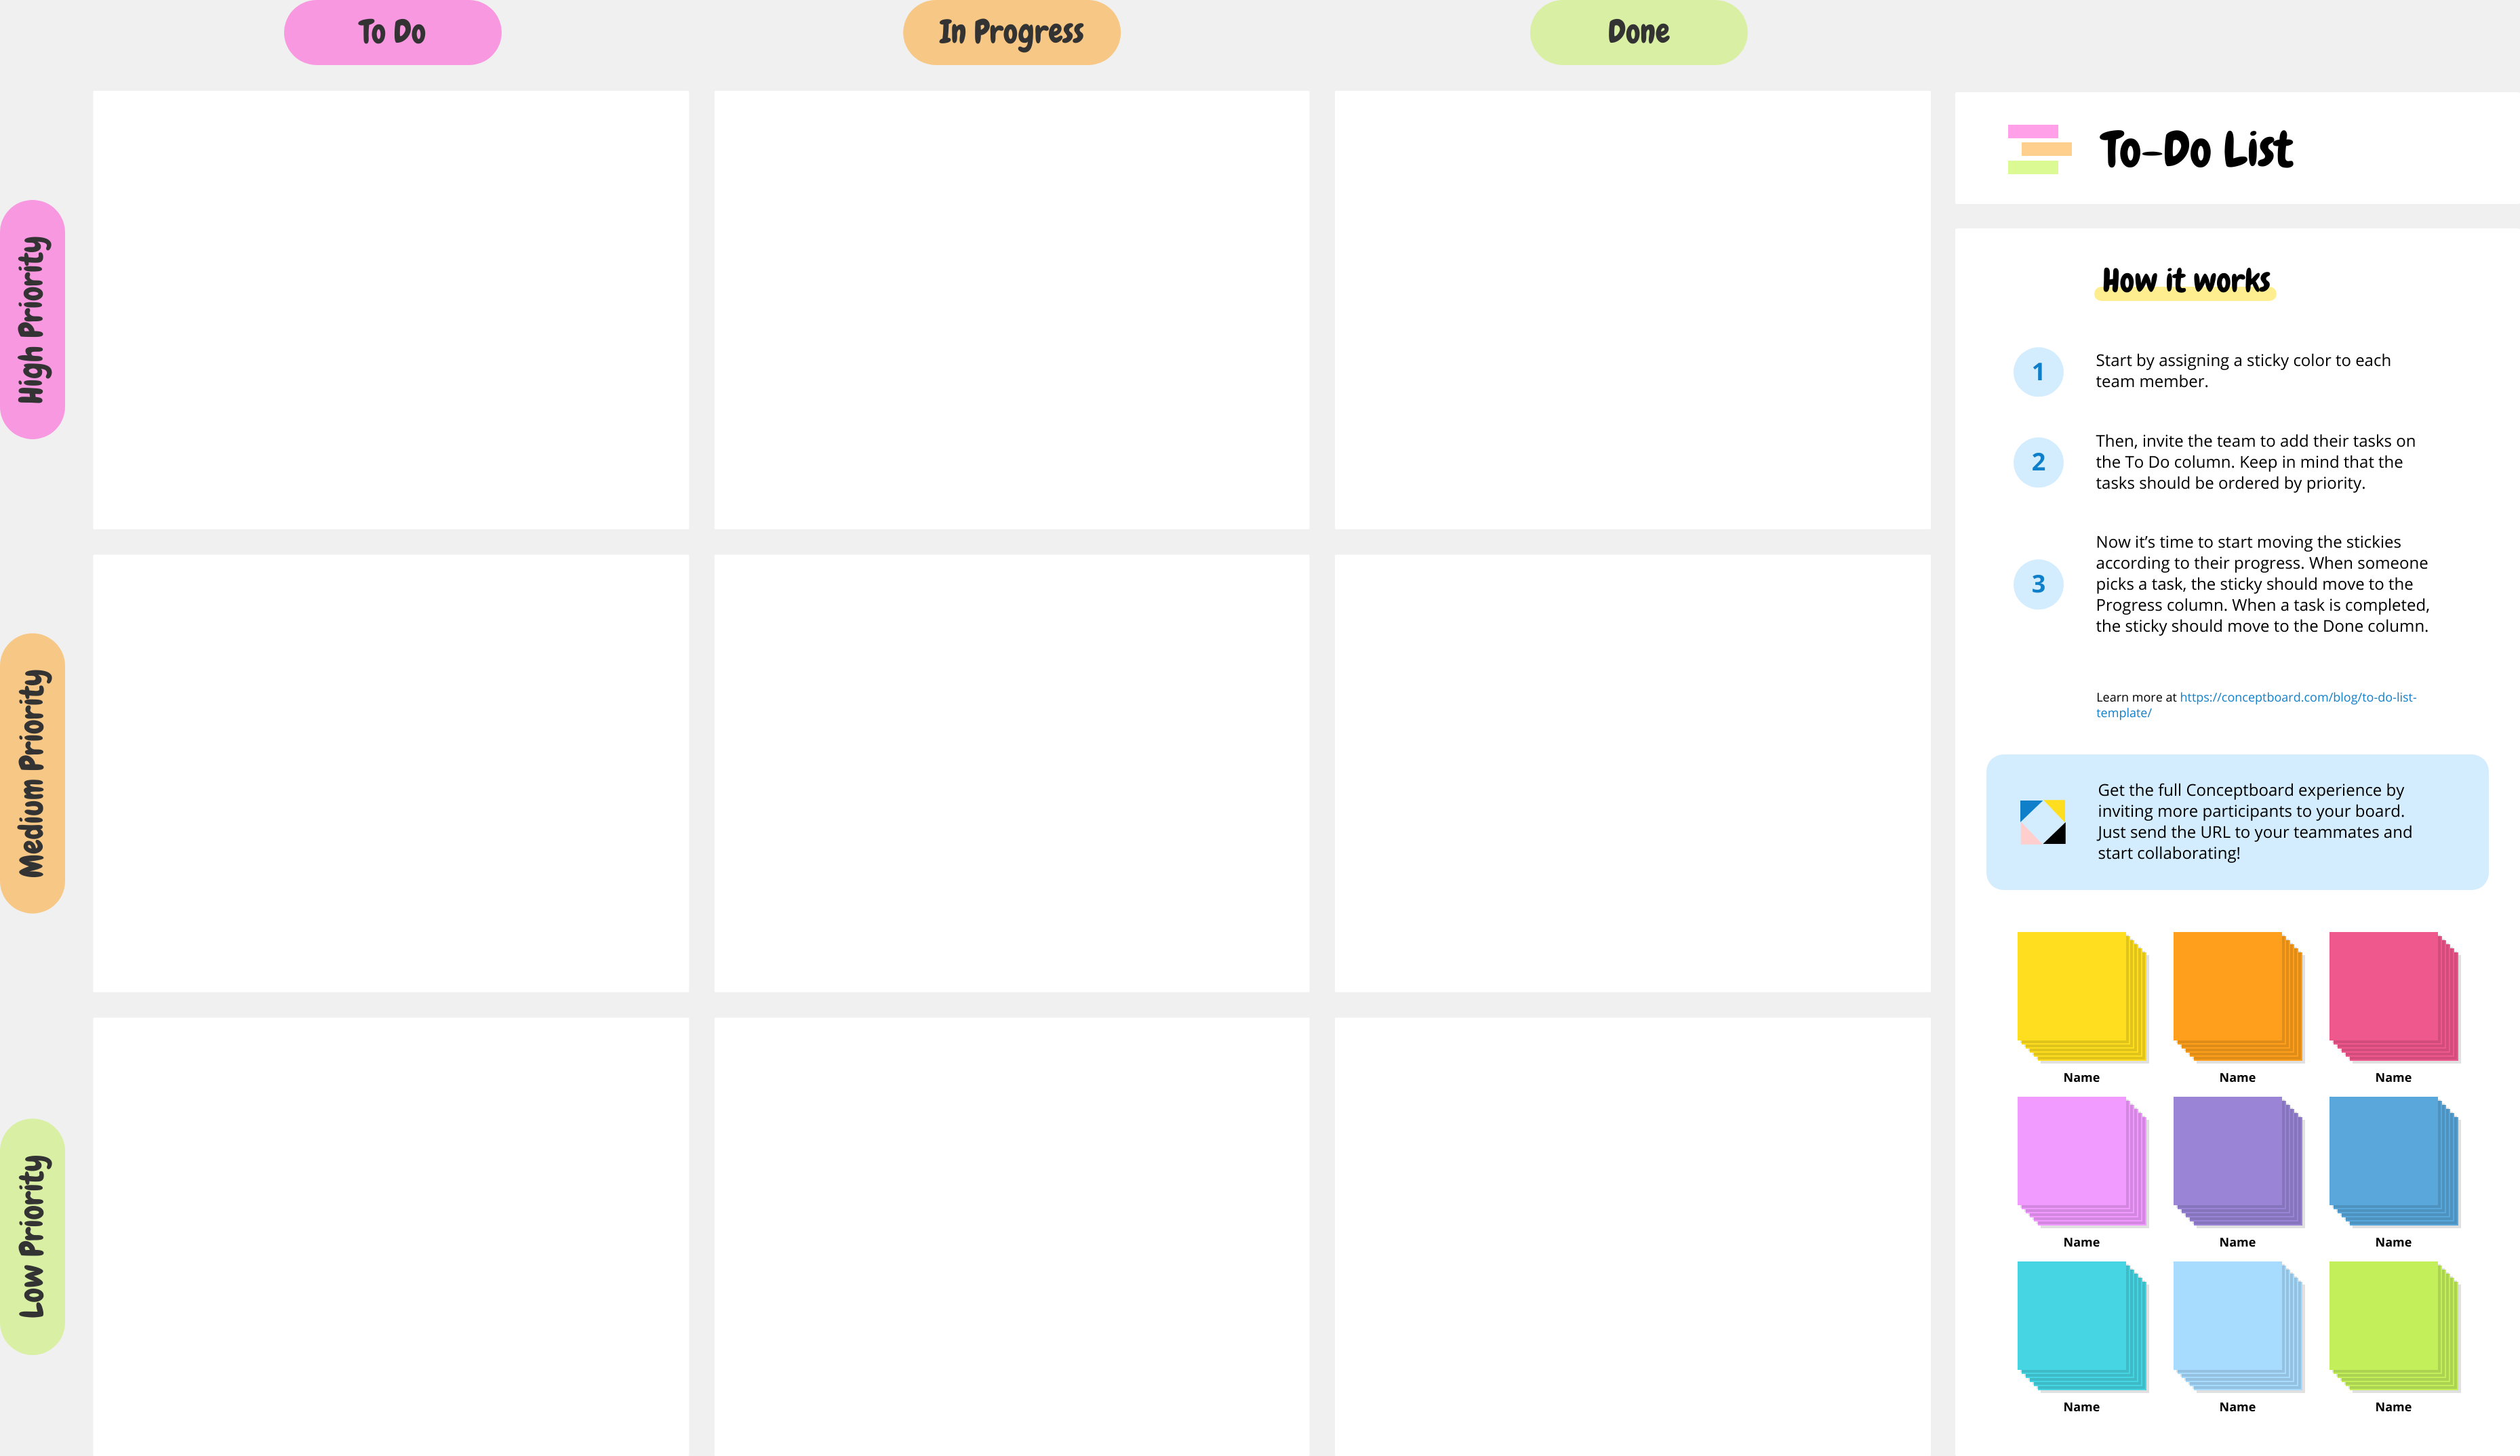 To Do
In Progress
Done
High Priority
Medium Priority
Low Priority
To-Do List
How it works
1
Start by assigning a sticky color to each
team member.
2
Then, invite the team to add their tasks on
the To Do column. Keep in mind that the
tasks should be ordered by priority.
3
Now it’s time to start moving the stickies
according to their progress. When someone
picks a task, the sticky should move to the
Progress column. When a task is completed,
the sticky should move to the Done column.
Learn more at https://conceptboard.com/blog/to-do-list-
template/
Get the full Conceptboard experience by
inviting more participants to your board.
Just send the URL to your teammates and
start collaborating!
Name
Name
Name
Name
Name
Name
Name
Name
Name